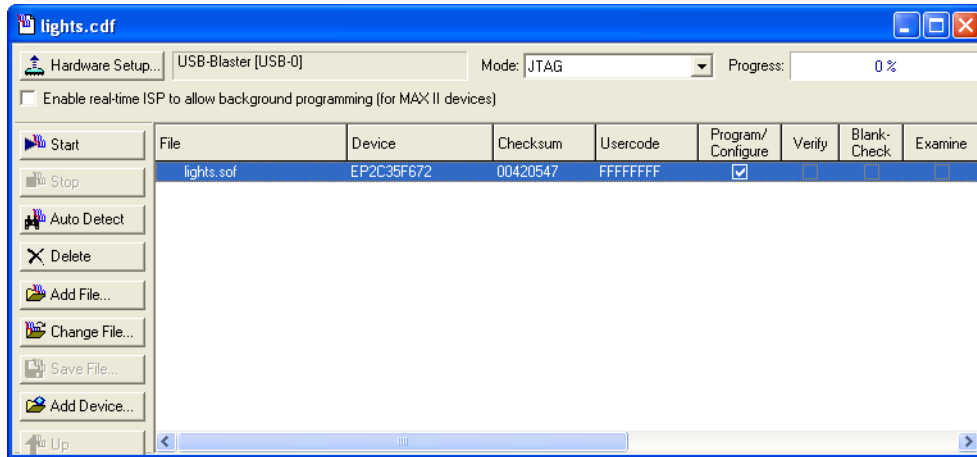 lights.cdf
Hardware Setup... USB-Blaster [USB-0] Mode: JTAG Progress: 0 %
Enable real-time ISP to allow background programming (for MAX II devices)
Start
Stop
Auto Detect
Delete
Add File...
Change File...
Save File...
Add Device...
Up
File Device Checksum Usercode Program/ Configure Verify Blank- Check Examine
lights.sof EP2C35F672 00420547 FFFFFFFF